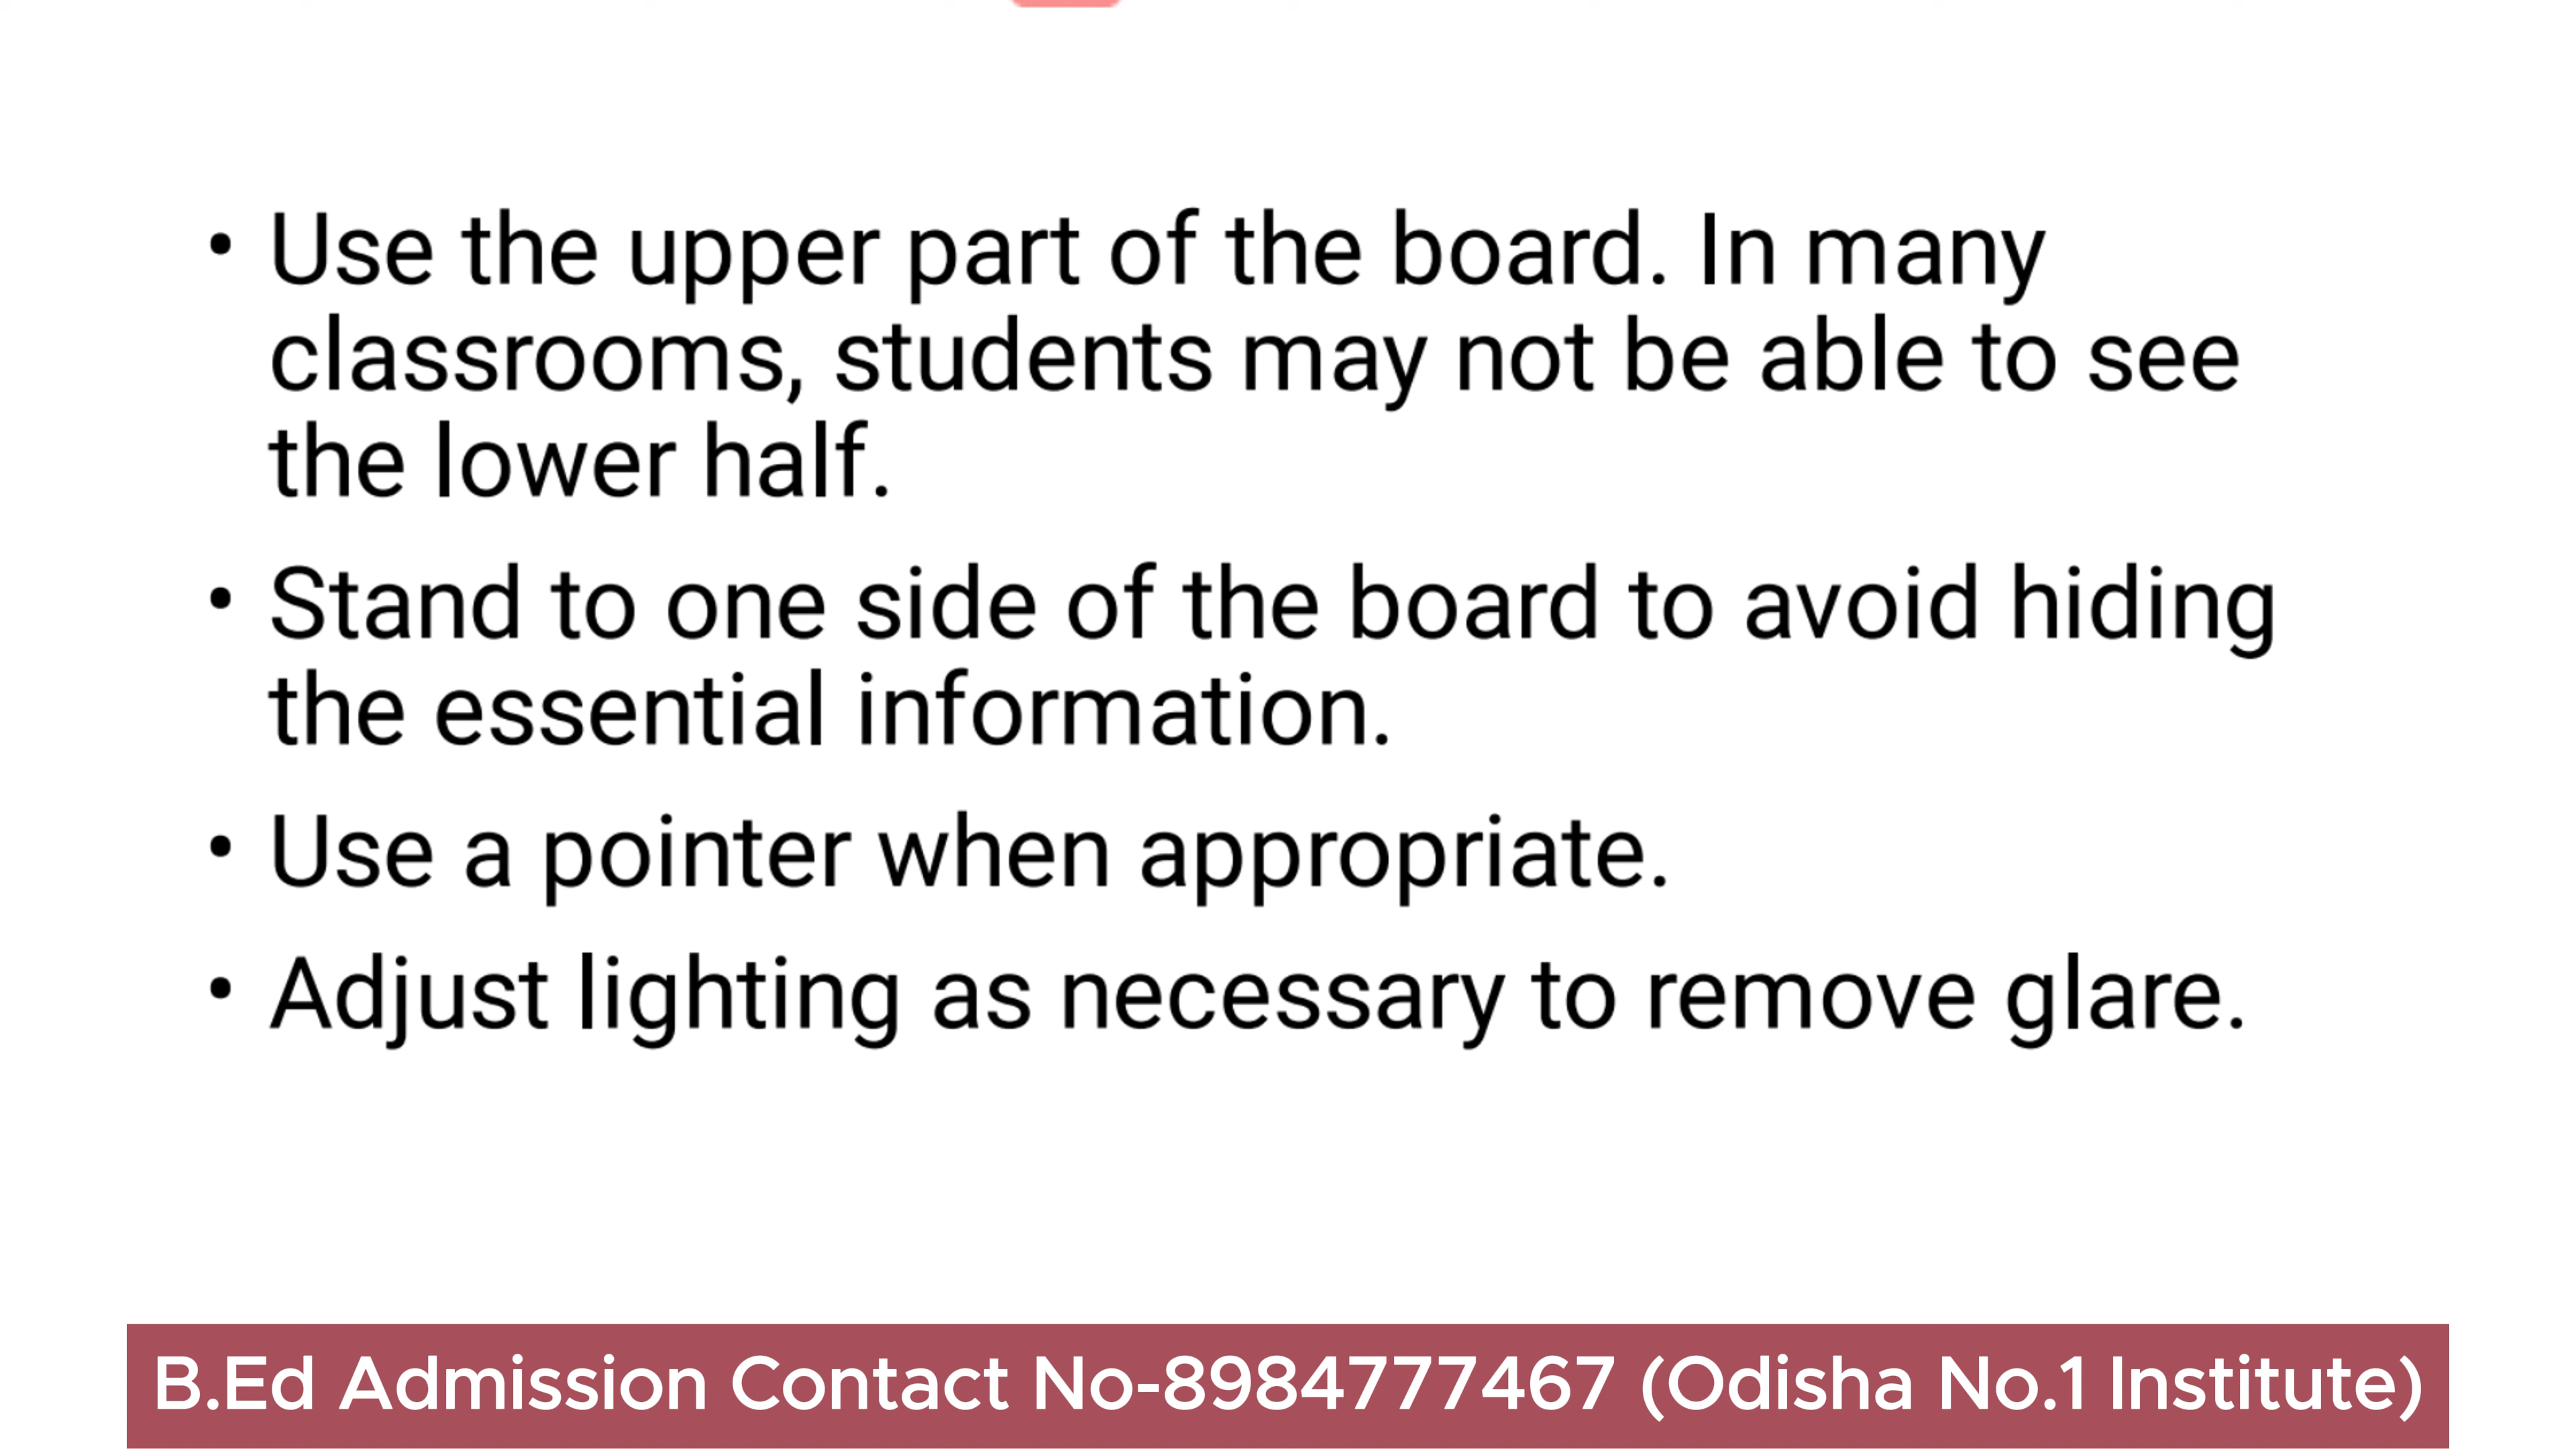 • Use the upper part of the board. In many
classrooms, students may not be able to see
the lower half.
• Stand to one side of the board to avoid hiding
the essential information.
• Use a pointer when appropriate.
• Adjust lighting as necessary to remove glare.
B.Ed Admission Contact No-8984777467 (Odisha No.1 Institute)